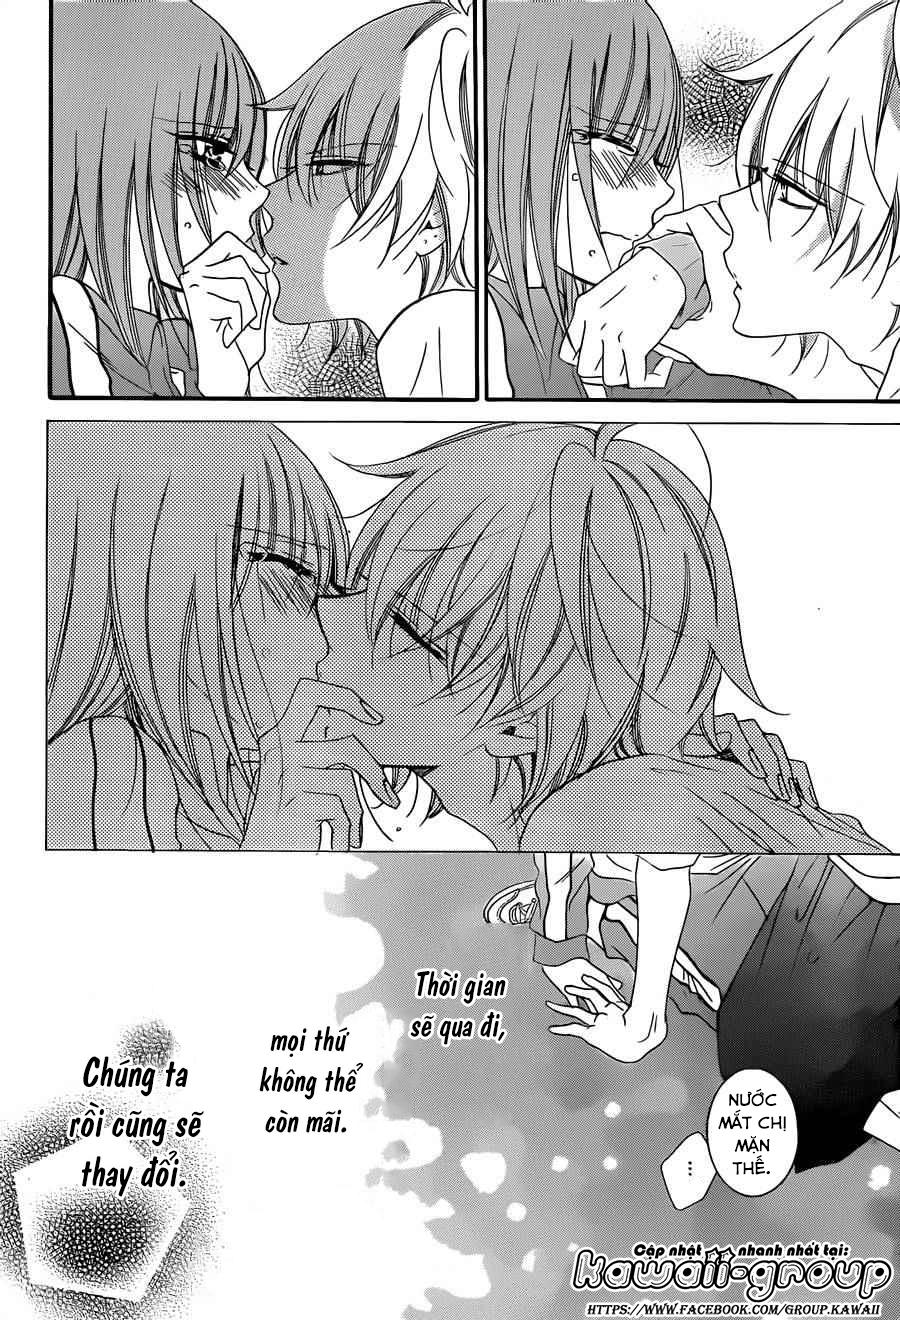 Thời gian
sẽ qua đi,
mọi thứ
không thể
còn mãi.
Chúng ta
rồi cũng sẽ
thay đổi.
NƯỚC
MẮT CHỊ
MẶN
THẾ.
...
Cập nhật nhanh nhất tại:
kawaii-group
HTTPS://WWW.FACEBOOK.COM/GROUP.KAWAII